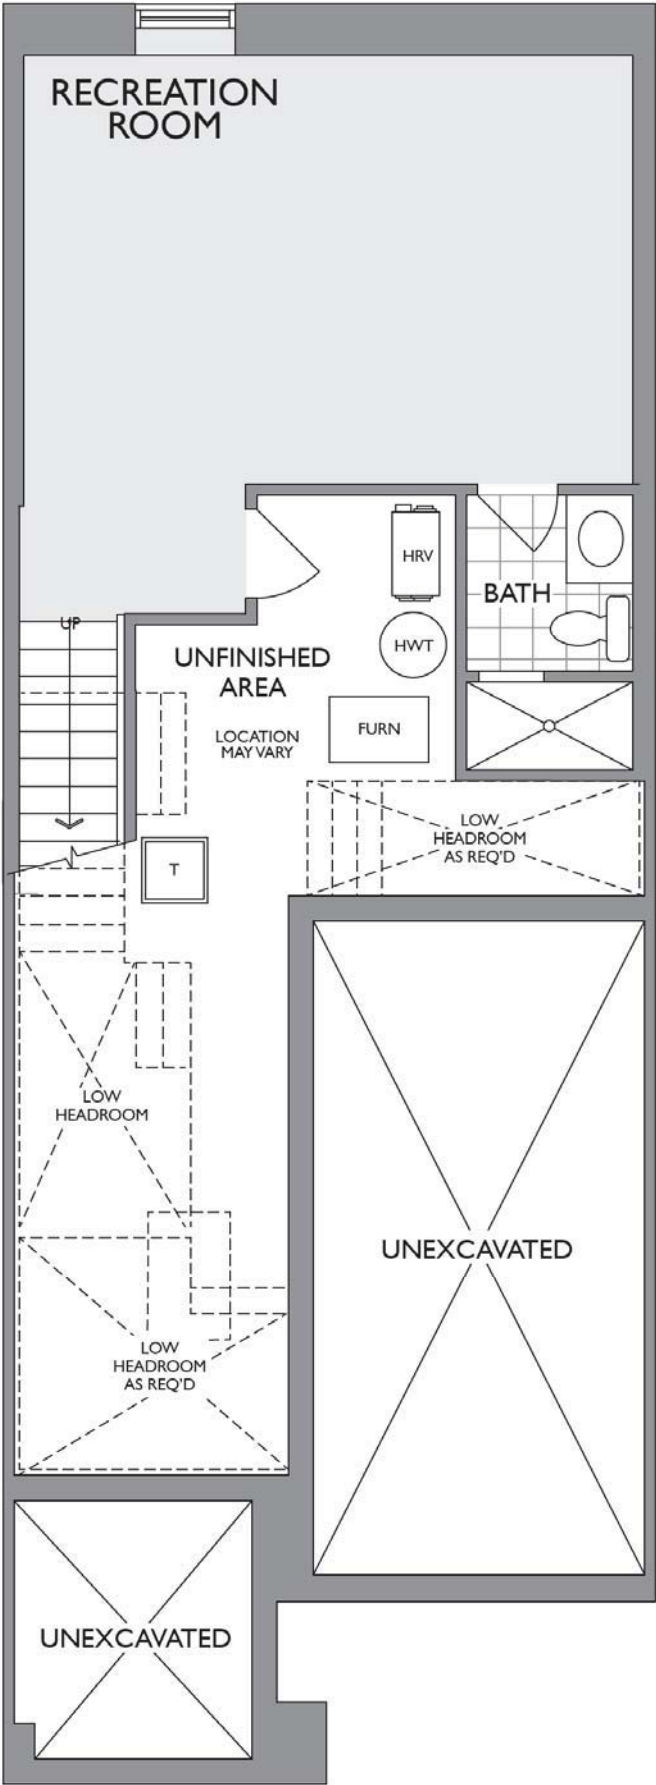 RECREATION
ROOM
HRV
BATH
UP
HWT
UNFINISHED
AREA
LOCATION
MAY VARY
FURN
LOW
HEADROOM
AS REQ'D
T
LOW
HEADROOM
UNEXCAVATED
LOW
HEADROOM
AS REQ'D
UNEXCAVATED